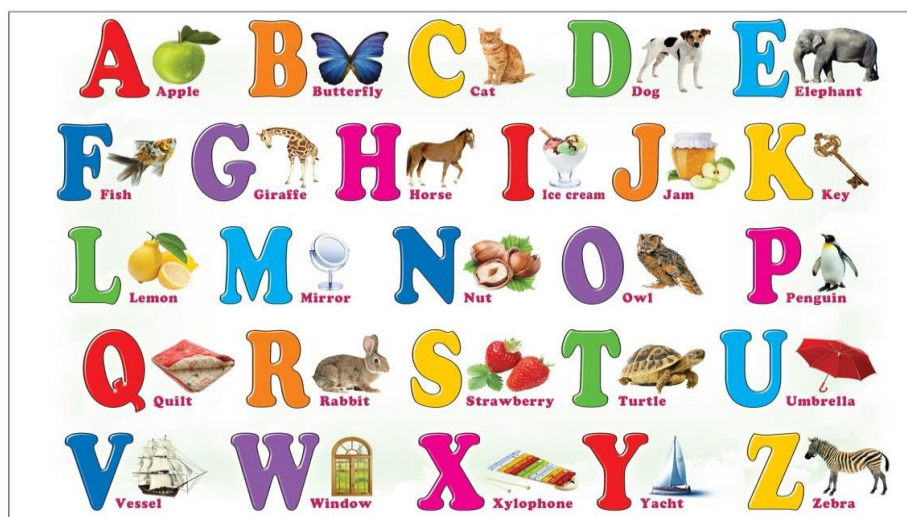 A B C D E
Apple Butterfly Cat Dog Elephant
F G H I J K
Fish Giraffe Horse Ice cream Jam Key
L M N O P
Lemon Mirror Nut Owl Penguin
Q R S T U
Quilt Rabbit Strawberry Turtle Umbrella
V W X Y Z
Vessel Window Xylophone Yacht Zebra